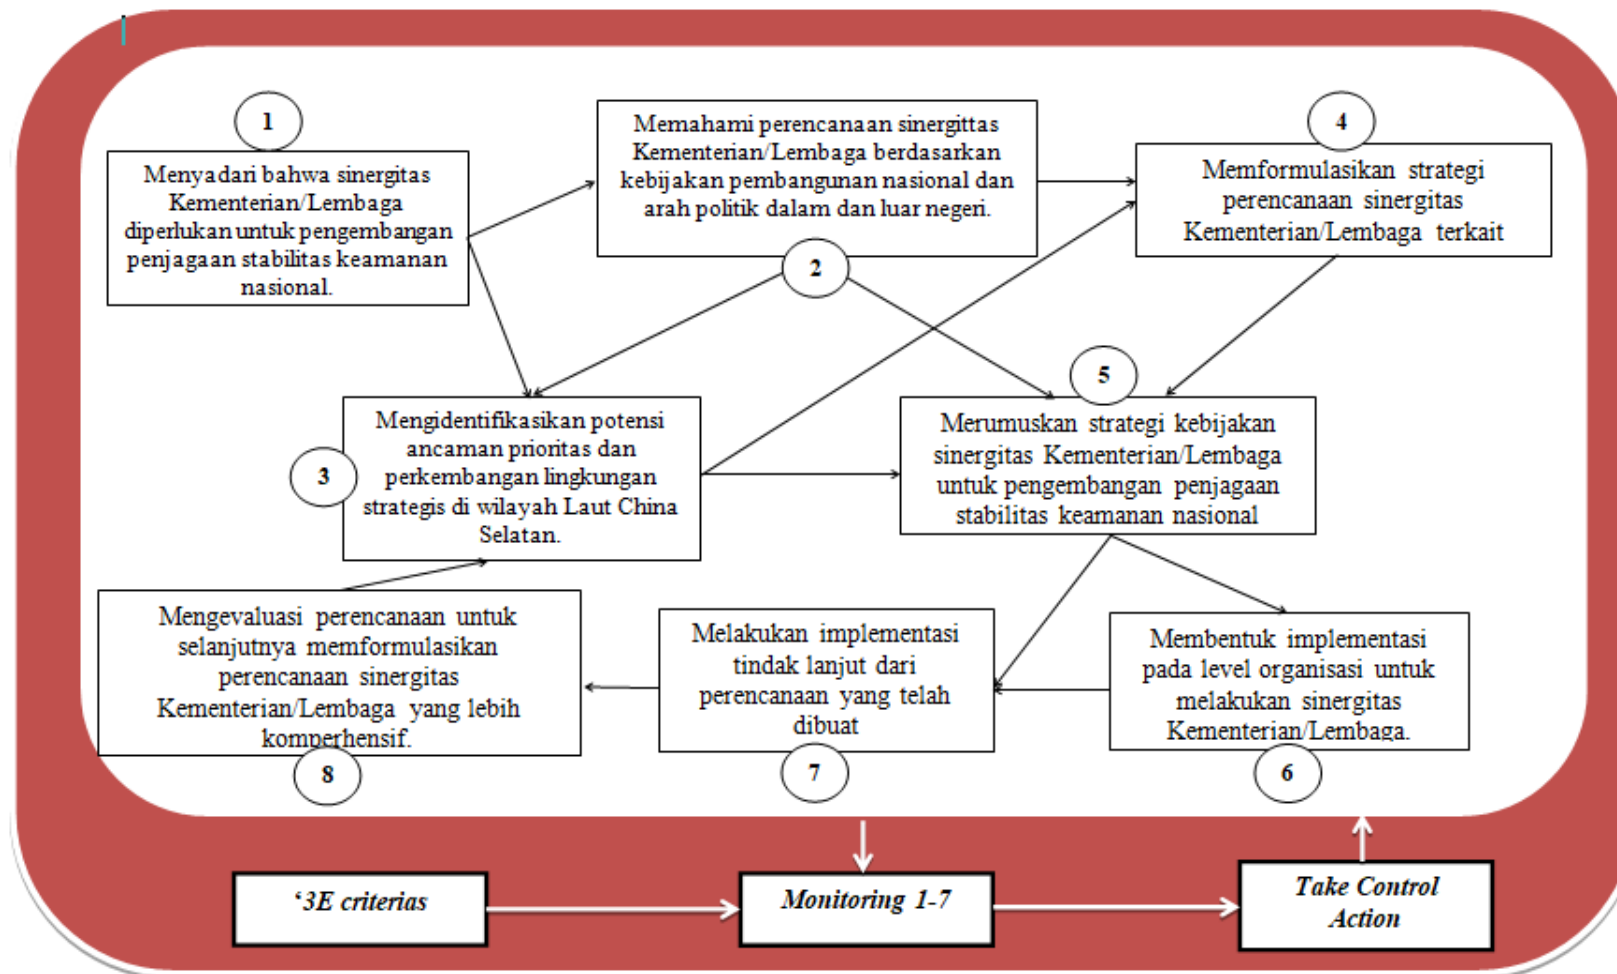 1
Menyadari bahwa sinergitas
Kementerian/Lembaga
diperlukan untuk pengembangan
penjagaan stabilitas keamanan
nasional.
Memahami perencanaan sinergittas
Kementerian/Lembaga berdasarkan
kebijakan pembangunan nasional dan
arah politik dalam dan luar negeri.
2
4
Memformulasikan strategi
perencanaan sinergitas
Kementerian/Lembaga terkait
3
Mengidentifikasikan potensi
ancaman prioritas dan
perkembangan lingkungan
strategis di wilayah Laut China
Selatan.
5
Merumuskan strategi kebijakan
sinergitas Kementerian/Lembaga
untuk pengembangan penjagaan
stabilitas keamanan nasional
Mengevaluasi perencanaan untuk
selanjutnya memformulasikan
perencanaan sinergitas
Kementerian/Lembaga yang lebih
komperhensif.
8
Melakukan implementasi
tindak lanjut dari
perencanaan yang telah
dibuat
7
Membentuk implementasi
pada level organisasi untuk
melakukan sinergitas
Kementerian/Lembaga.
6
‘3E criterias
Monitoring 1-7
Take Control
Action